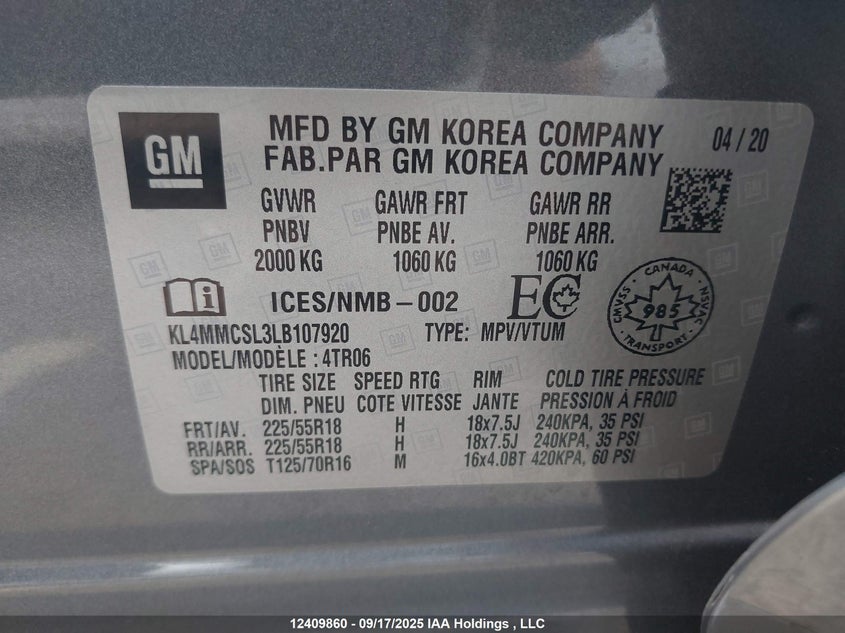 GM
MFD BY GM KOREA COMPANY 04/20
FAB.PAR GM KOREA COMPANY
GVWR GAWR FRT GAWR RR
PNBV PNBE AV. PNBE ARR.
2000 KG 1060 KG 1060 KG
ICES/NMB-002 EC
CANADA
CMVSS 985 NSVAC
TRANSPORT
KL4MMCSL3LB107920 TYPE: MPV/VTUM
MODEL/MODÈLE : 4TR06
TIRE SIZE SPEED RTG RIM COLD TIRE PRESSURE
DIM. PNEU COTE VITESSE JANTE PRESSION À FROID
FRT/AV. 225/55R18 H 18x7.5J 240KPA, 35 PSI
RR/ARR. 225/55R18 H 18x7.5J 240KPA, 35 PSI
SPA/SOS T125/70R16 M 16x4.0BT 420KPA, 60 PSI
12409860 - 09/17/2025 IAA Holdings , LLC